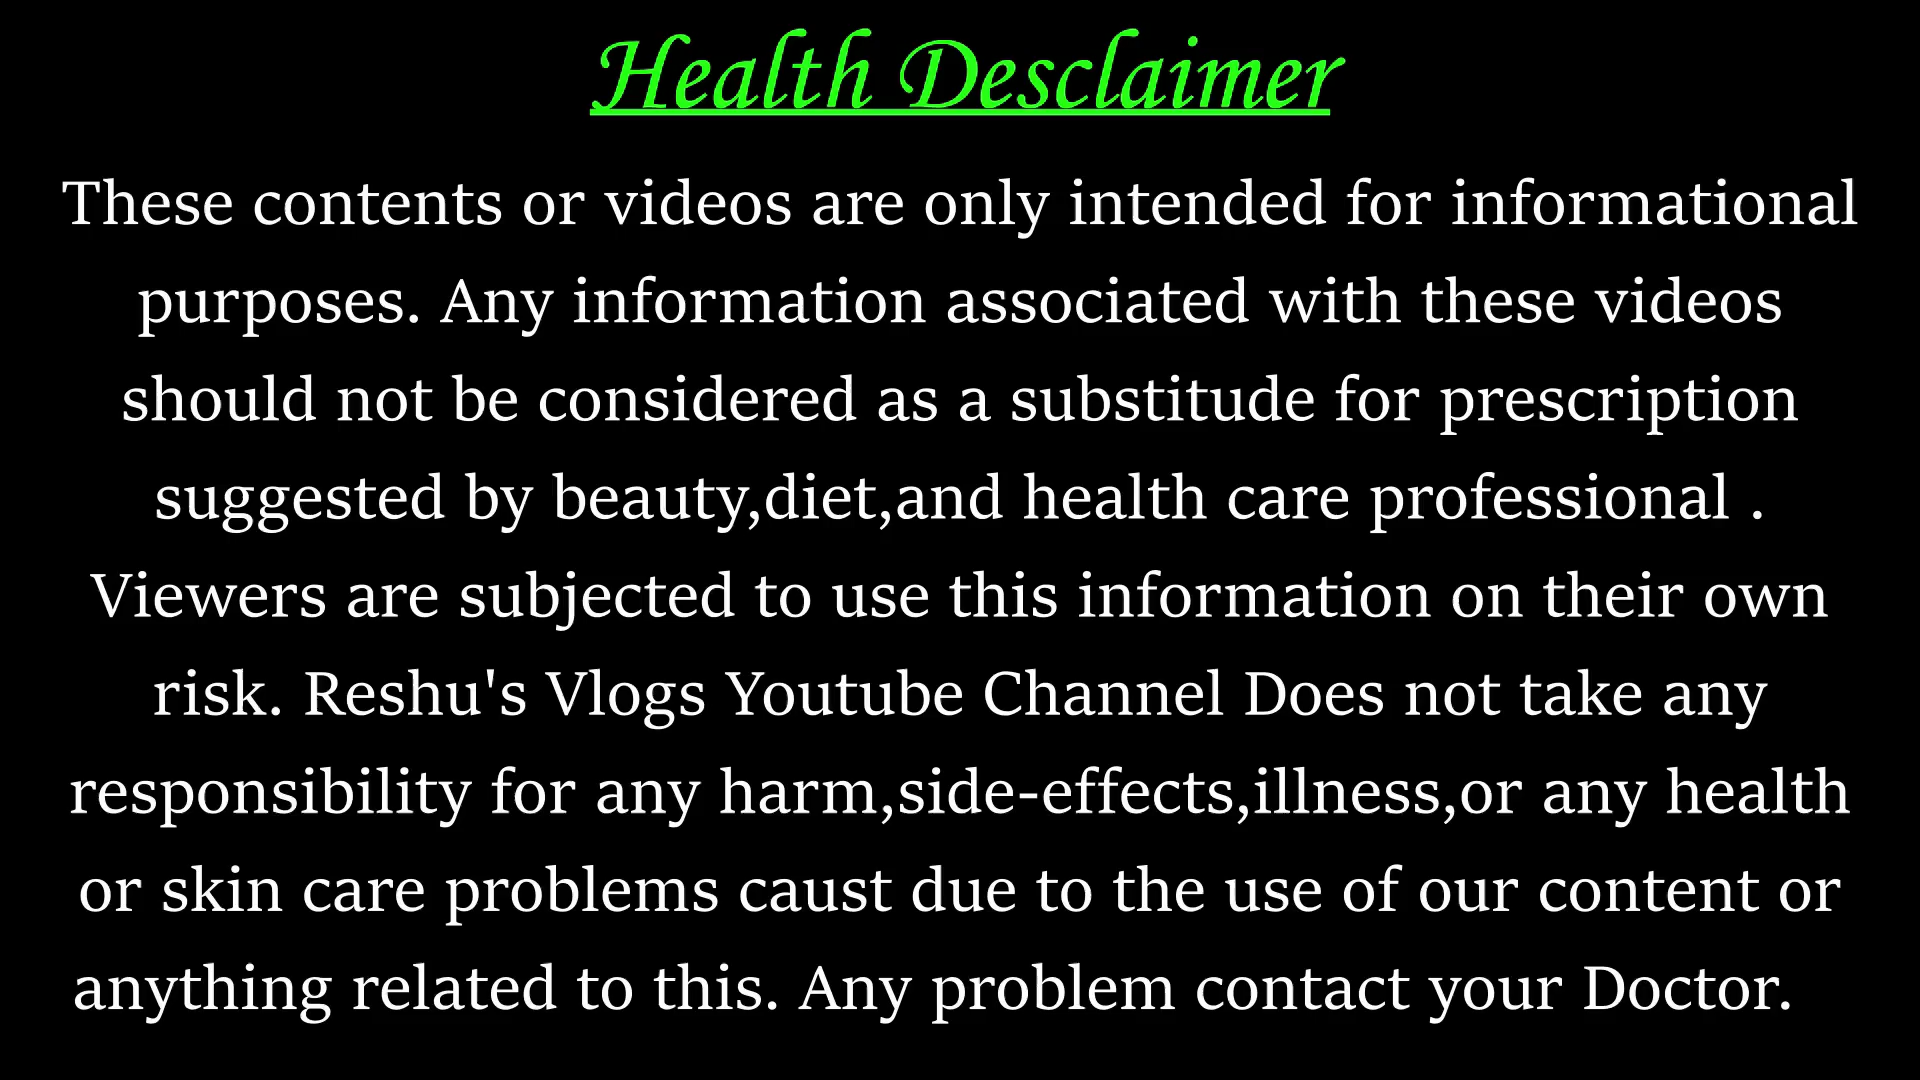 Health Desclaimer
These contents or videos are only intended for informational
purposes. Any information associated with these videos
should not be considered as a substitude for prescription
suggested by beauty,diet,and health care professional .
Viewers are subjected to use this information on their own
risk. Reshu's Vlogs Youtube Channel Does not take any
responsibility for any harm,side-effects,illness,or any health
or skin care problems caust due to the use of our content or
anything related to this. Any problem contact your Doctor.